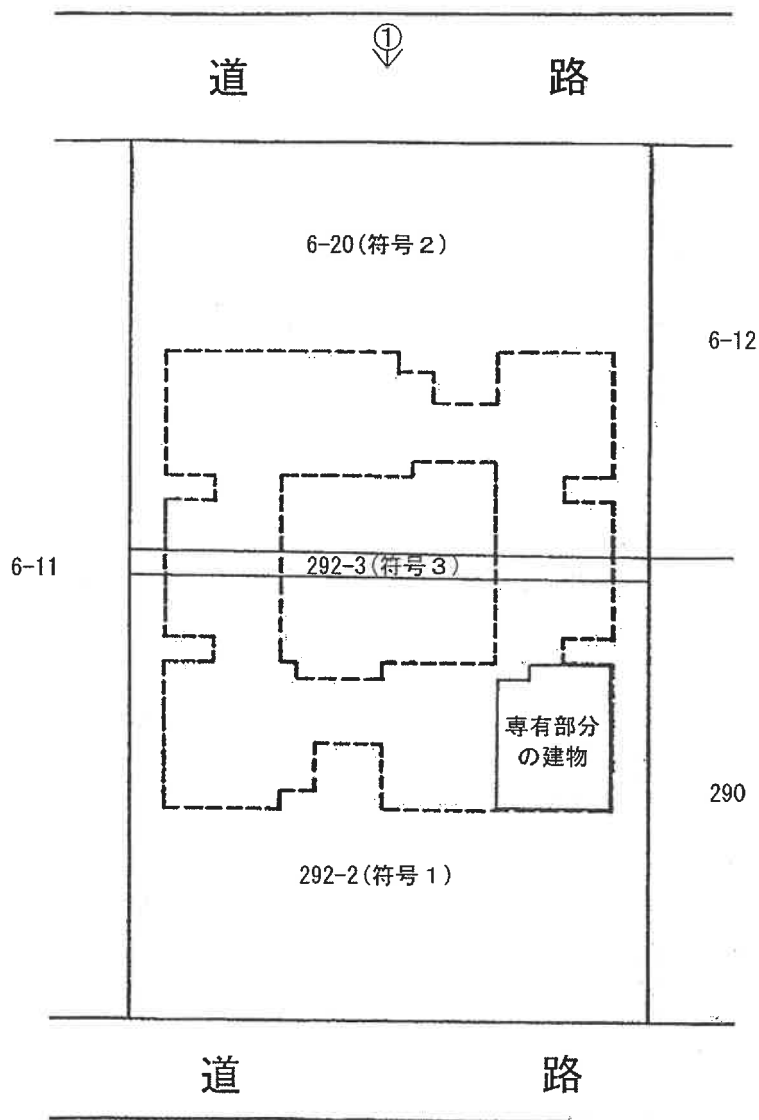 ①
道 路
6-20(符号２)
6-12
6-11
292-3(符号３)
専有部分
の建物
290
292-2(符号１)
道 路